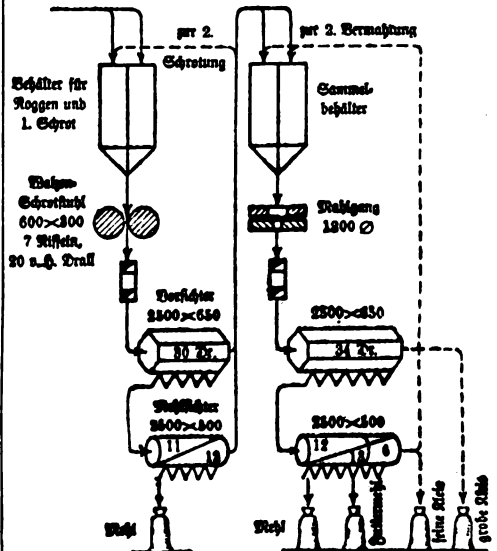 zur 2.
Schrotung
zur 2. Vermahlung
Behälter für
Roggen und
1. Schrot
Sammel-
behälter
Walzen-
Schrotstuhl
600×300
7 Riffeln,
20 v.H. Drall
Mahlgang
1200 ∅
Vorsichter
2500×650
30 Dr.
2500×650
34 Dr.
Mehlsichter
2500×500
11
13
2500×500
12
6
Mehl
Mehl
feine Kleie
grobe Kleie